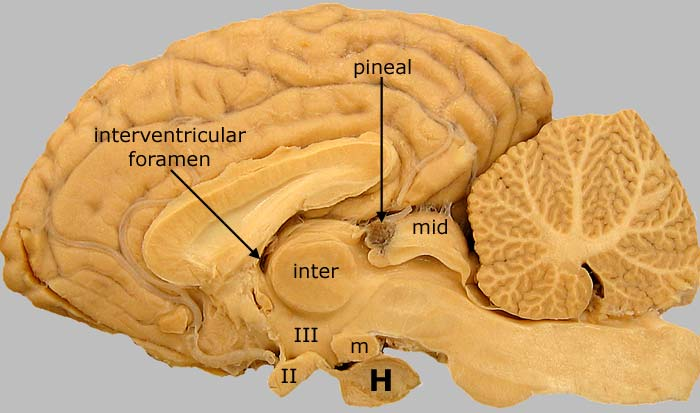 pineal
interventricular
foramen
mid
inter
III
m
II
H